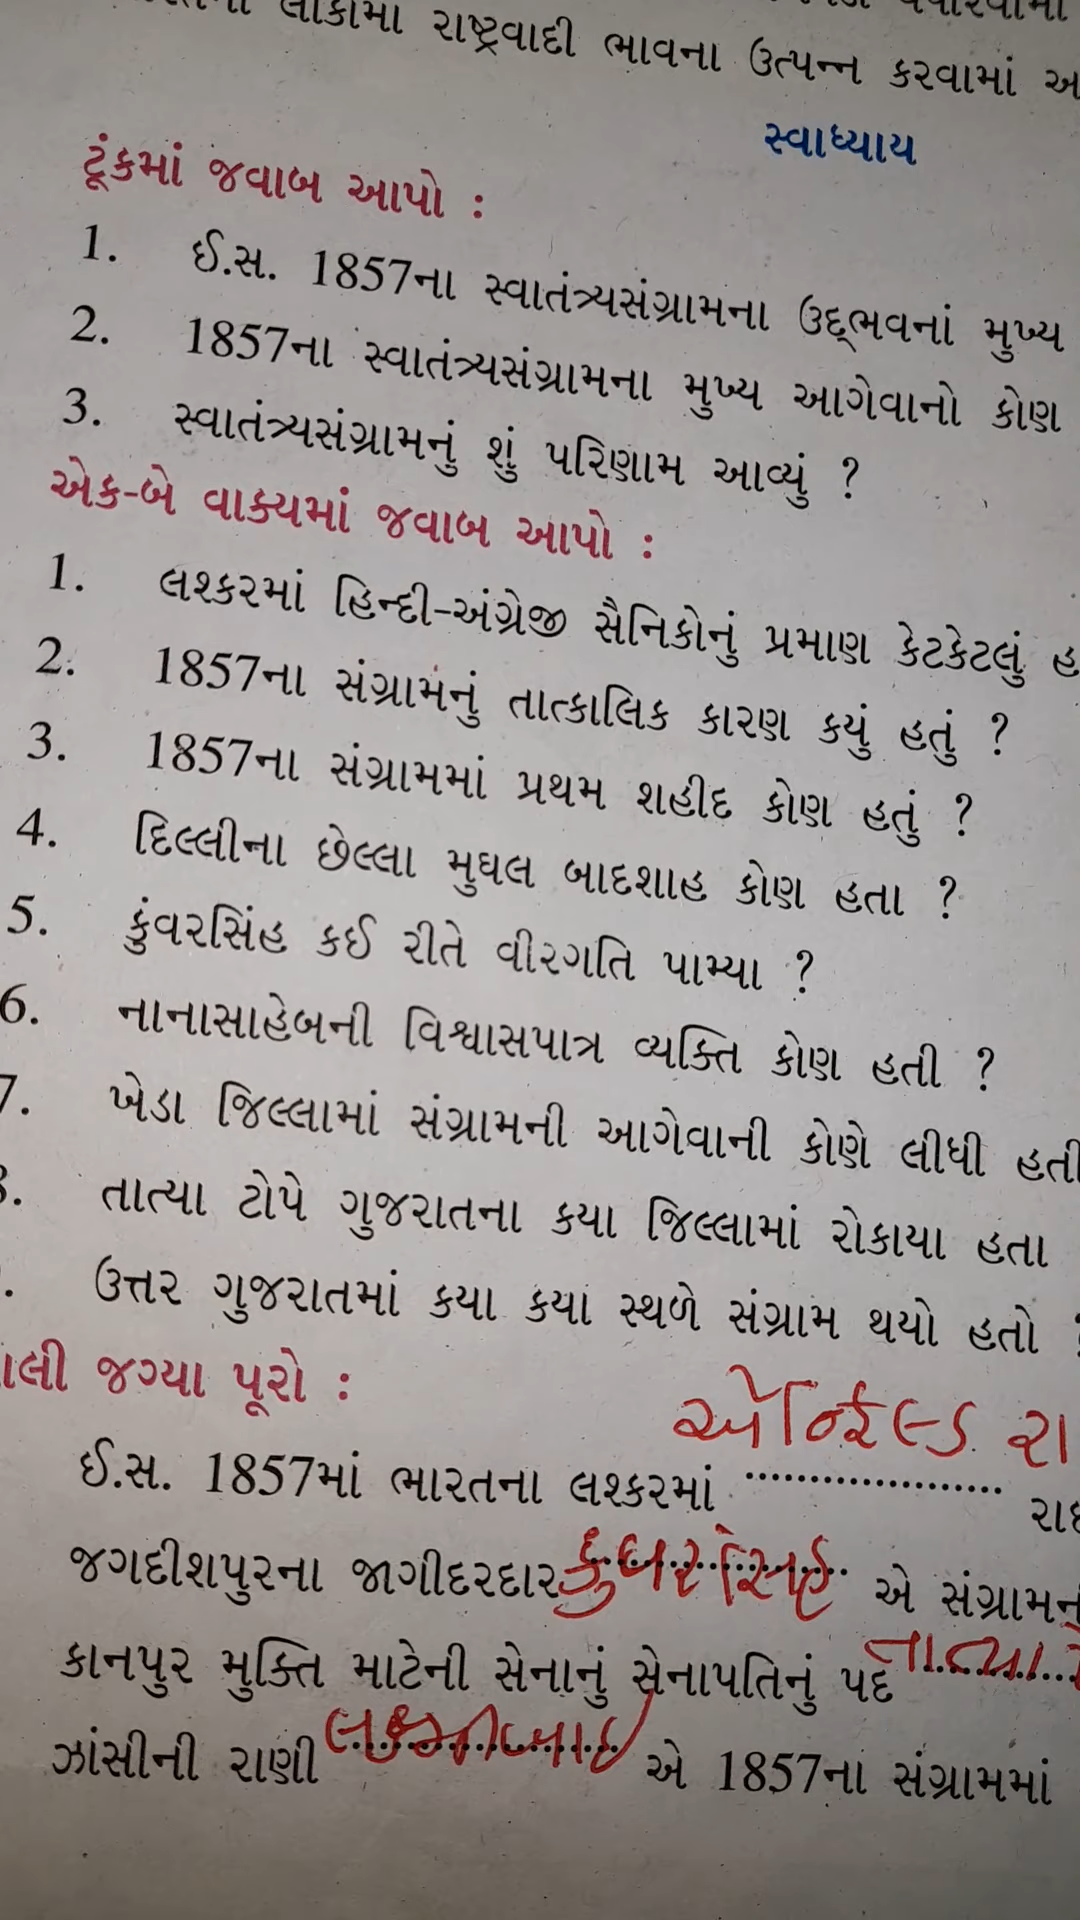 લોકોમાં રાષ્ટ્રવાદી ભાવના ઉત્પન્ન કરવામાં
સ્વાધ્યાય
ટૂંકમાં જવાબ આપો :
1. ઈ.સ. 1857ના સ્વાતંત્ર્યસંગ્રામના ઉદ્ભવનાં મુખ્ય
2. 1857ના સ્વાતંત્ર્યસંગ્રામના મુખ્ય આગેવાનો કોણ
3. સ્વાતંત્ર્યસંગ્રામનું શું પરિણામ આવ્યું ?
એક-બે વાક્યમાં જવાબ આપો :
1. લશ્કરમાં હિન્દી-અંગ્રેજી સૈનિકોનું પ્રમાણ કેટકેટલું
2. 1857ના સંગ્રામનું તાત્કાલિક કારણ કયું હતું ?
3. 1857ના સંગ્રામમાં પ્રથમ શહીદ કોણ હતું ?
4. દિલ્લીના છેલ્લા મુઘલ બાદશાહ કોણ હતા ?
5. કુંવરસિંહ કઈ રીતે વીરગતિ પામ્યા ?
6. નાનાસાહેબની વિશ્વાસપાત્ર વ્યક્તિ કોણ હતી ?
7. ખેડા જિલ્લામાં સંગ્રામની આગેવાની કોણે લીધી હતી
તાત્યા ટોપે ગુજરાતના કયા જિલ્લામાં રોકાયા હતા
ઉત્તર ગુજરાતમાં કયા કયા સ્થળે સંગ્રામ થયો હતો ?
જગ્યા પૂરો :
ઈ.સ. 1857માં ભારતના લશ્કરમાં ....................
જગદીશપુરના જાગીરદાર એ
કાનપુર મુક્તિ માટેની સેનાનું સેનાપતિનું પદ તાત્યા
ઝાંસીની રાણી લક્ષ્મીબાઈ એ 1857ના સંગ્રામમાં